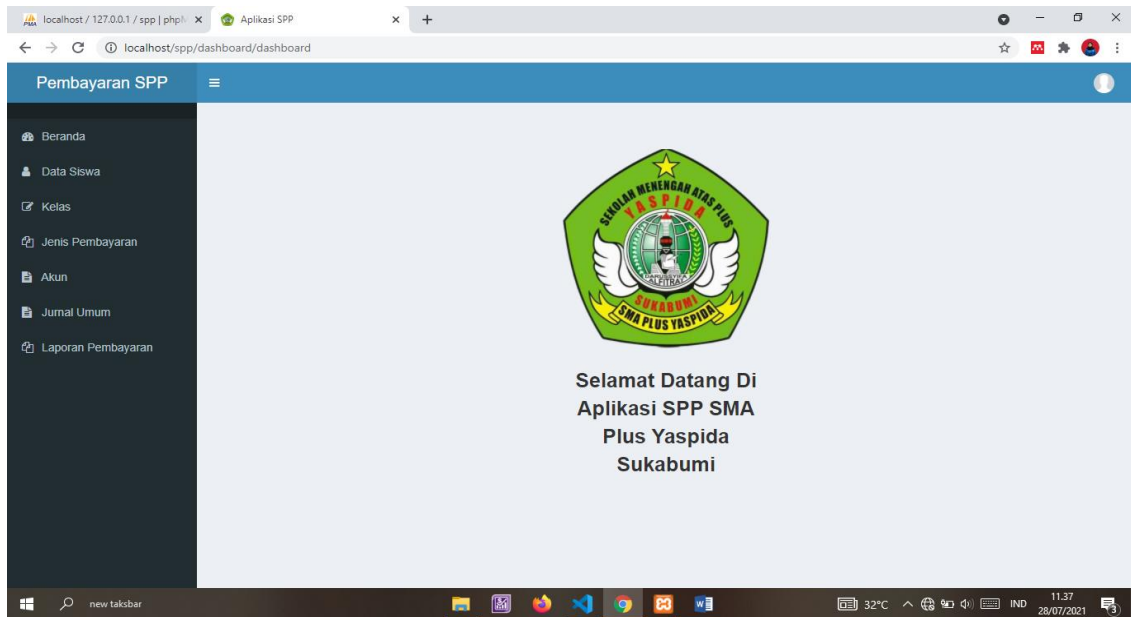 localhost / 127.0.0.1 / spp | php
Aplikasi SPP
localhost/spp/dashboard/dashboard
Pembayaran SPP
Beranda
Data Siswa
Kelas
Jenis Pembayaran
Akun
Jurnal Umum
Laporan Pembayaran
SEKOLAH MENENGAH ATAS PLUS
YASPIDA
DARUSSYIFA
ALFITRAH
SUKABUMI
SMA PLUS YASPIDA
Selamat Datang Di
Aplikasi SPP SMA
Plus Yaspida
Sukabumi
new taksbar
32°C
IND
11.37
28/07/2021